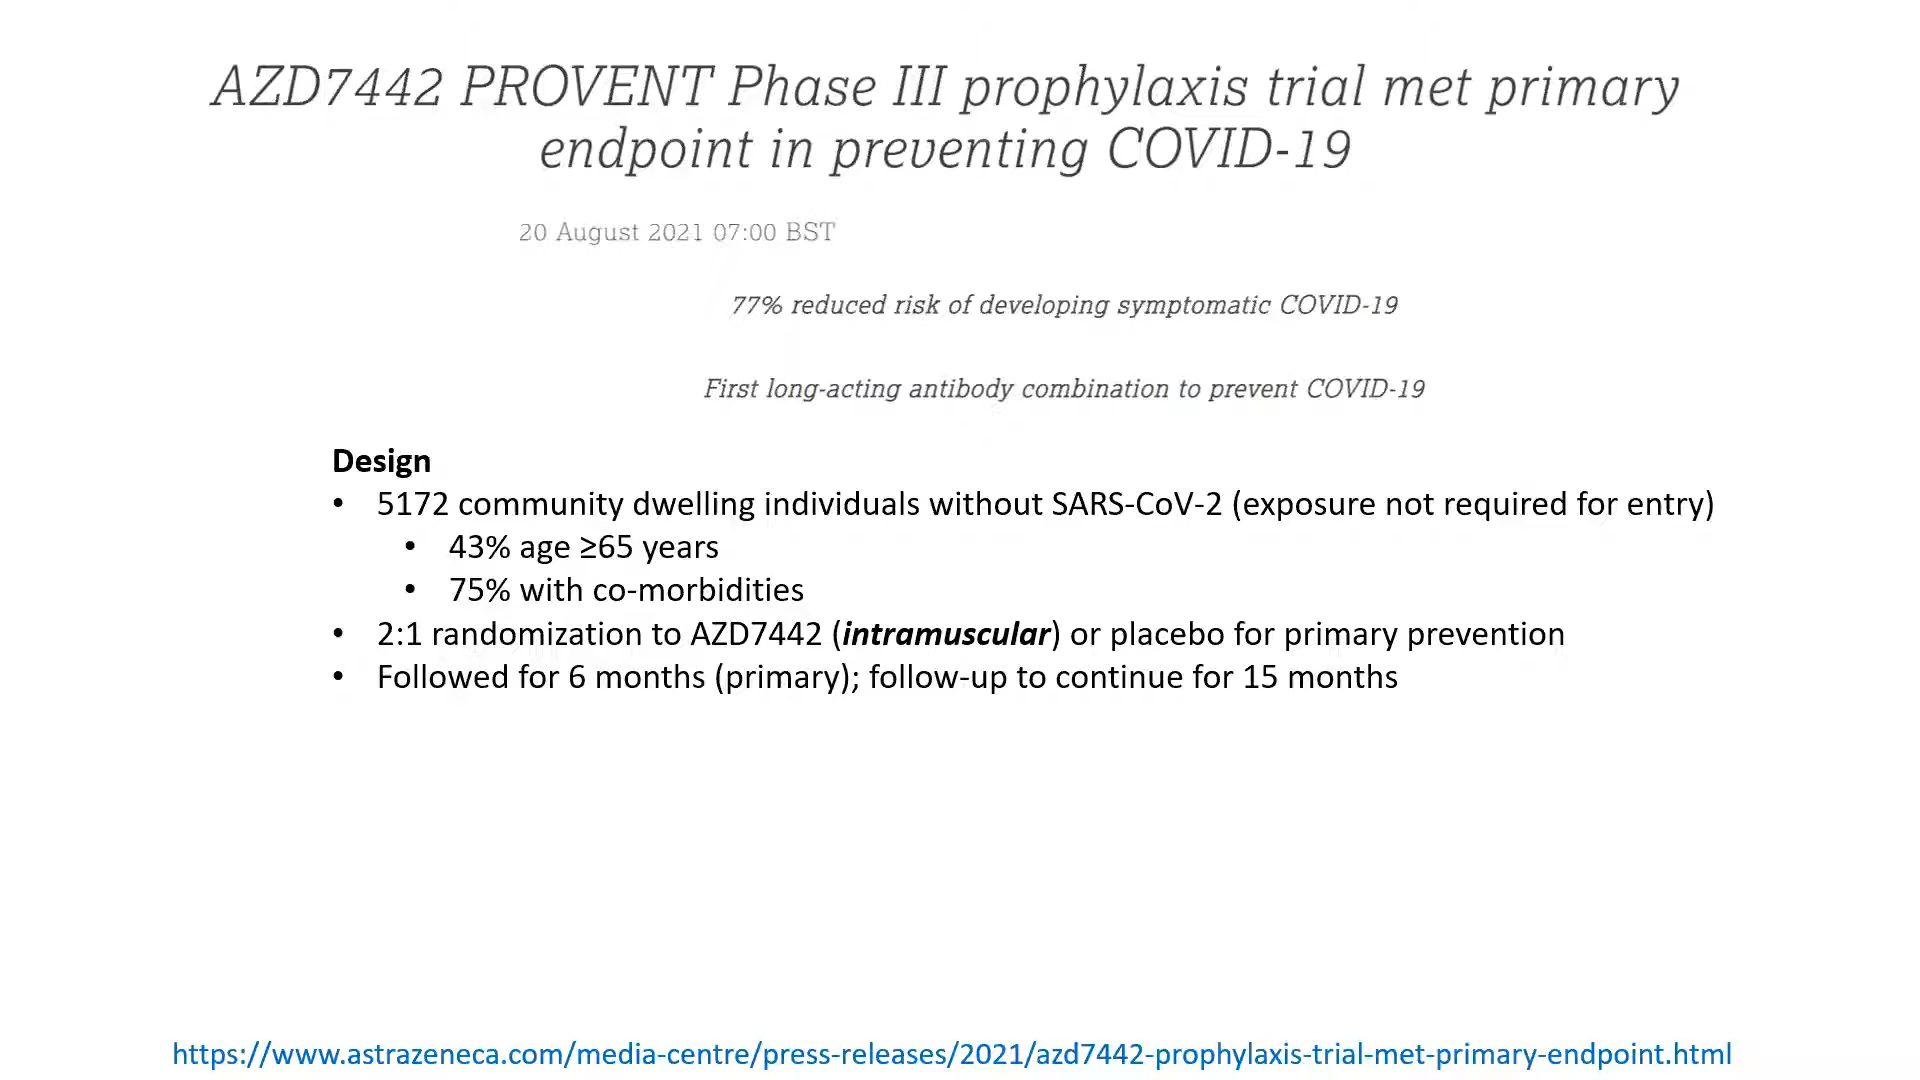 AZD7442 PROVENT Phase III prophylaxis trial met primary
endpoint in preventing COVID-19
20 August 2021 07:00 BST
77% reduced risk of developing symptomatic COVID-19
First long-acting antibody combination to prevent COVID-19
Design
• 5172 community dwelling individuals without SARS-CoV-2 (exposure not required for entry)
• 43% age ≥65 years
• 75% with co-morbidities
• 2:1 randomization to AZD7442 (intramuscular) or placebo for primary prevention
• Followed for 6 months (primary); follow-up to continue for 15 months
https://www.astrazeneca.com/media-centre/press-releases/2021/azd7442-prophylaxis-trial-met-primary-endpoint.html